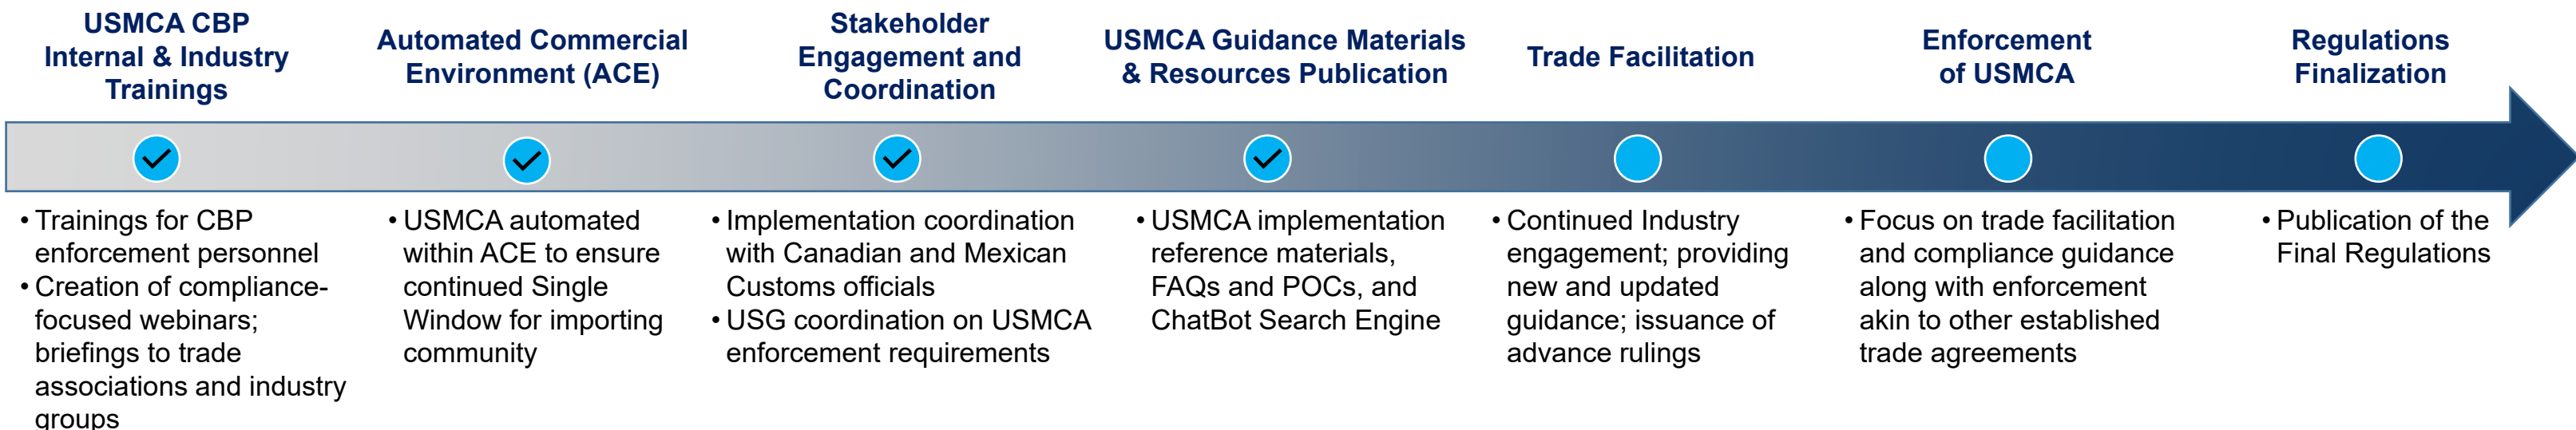 USMCA CBP
Internal & Industry
Trainings
Automated Commercial
Environment (ACE)
Stakeholder
Engagement and
Coordination
USMCA Guidance Materials
& Resources Publication
Trade Facilitation
Enforcement
of USMCA
Regulations
Finalization
• Trainings for CBP
enforcement personnel
• Creation of compliance-
focused webinars;
briefings to trade
associations and industry
groups
• USMCA automated
within ACE to ensure
continued Single
Window for importing
community
• Implementation coordination
with Canadian and Mexican
Customs officials
• USG coordination on USMCA
enforcement requirements
• USMCA implementation
reference materials,
FAQs and POCs, and
ChatBot Search Engine
• Continued Industry
engagement; providing
new and updated
guidance; issuance of
advance rulings
• Focus on trade facilitation
and compliance guidance
along with enforcement
akin to other established
trade agreements
• Publication of the
Final Regulations